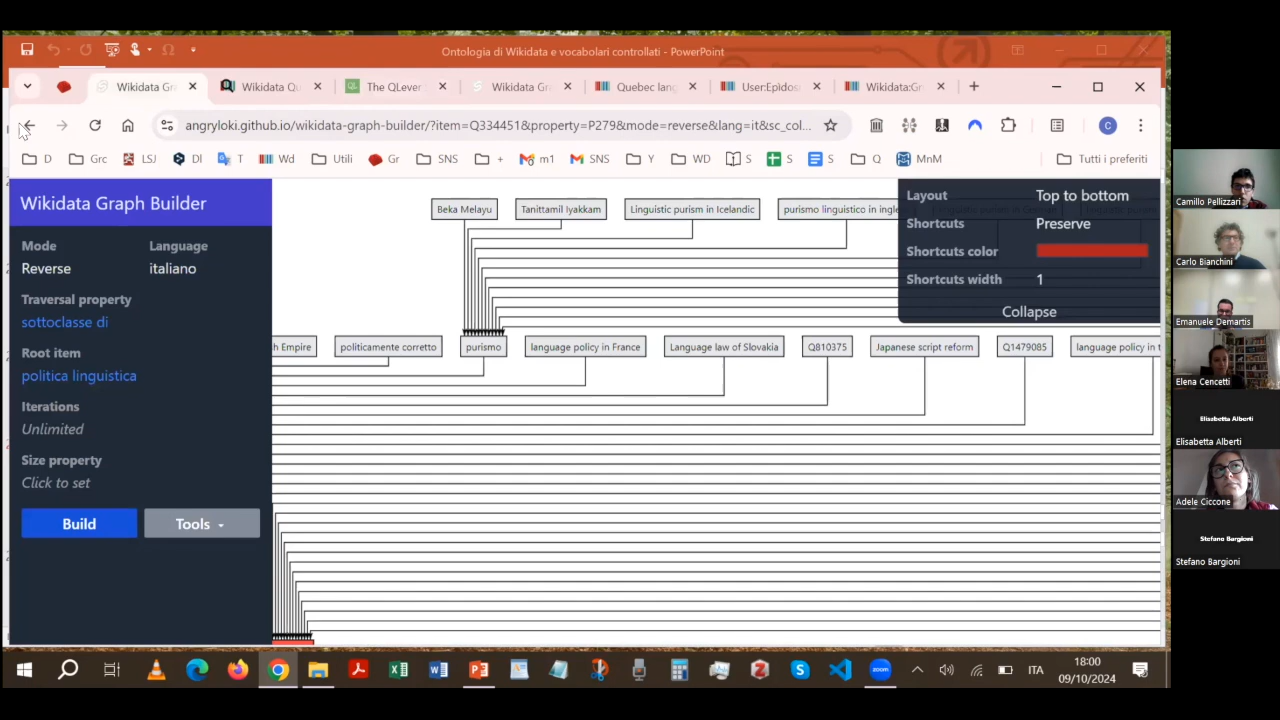 Ontologia di Wikidata e vocabolari controllati - PowerPoint
Wikidata Gr
Wikidata Qu
The QLever
Wikidata Gr
Quebec lang
User:Epìdosi
Wikidata:Gr
angryloki.github.io/wikidata-graph-builder/?item=Q334451&property=P279&mode=reverse&lang=it&sc_col...
C
D
Grc
LSJ
Dl
T
Wd
Utili
Gr
SNS
+
m1
SNS
Y
WD
S
S
S
Q
MnM
Tutti i preferiti
Wikidata Graph Builder
Mode
Language
Reverse
italiano
Traversal property
sottoclasse di
Root item
politica linguistica
Iterations
Unlimited
Size property
Click to set
Build
Tools
Beka Melayu
Tanittamil Iyakkam
Linguistic purism in Icelandic
purismo linguistico in ingle
Layout
Top to bottom
Shortcuts
Preserve
Shortcuts color
Shortcuts width
1
Collapse
h Empire
politicamente corretto
purismo
language policy in France
Language law of Slovakia
Q810375
Japanese script reform
Q1479085
language policy in t
Camillo Pellizzari
Carlo Bianchini
Emanuele Demartis
Elena Cencetti
Elisabetta Alberti
Elisabetta Alberti
Adele Ciccone
Stefano Bargioni
Stefano Bargioni
zoom
ITA
18:00
09/10/2024